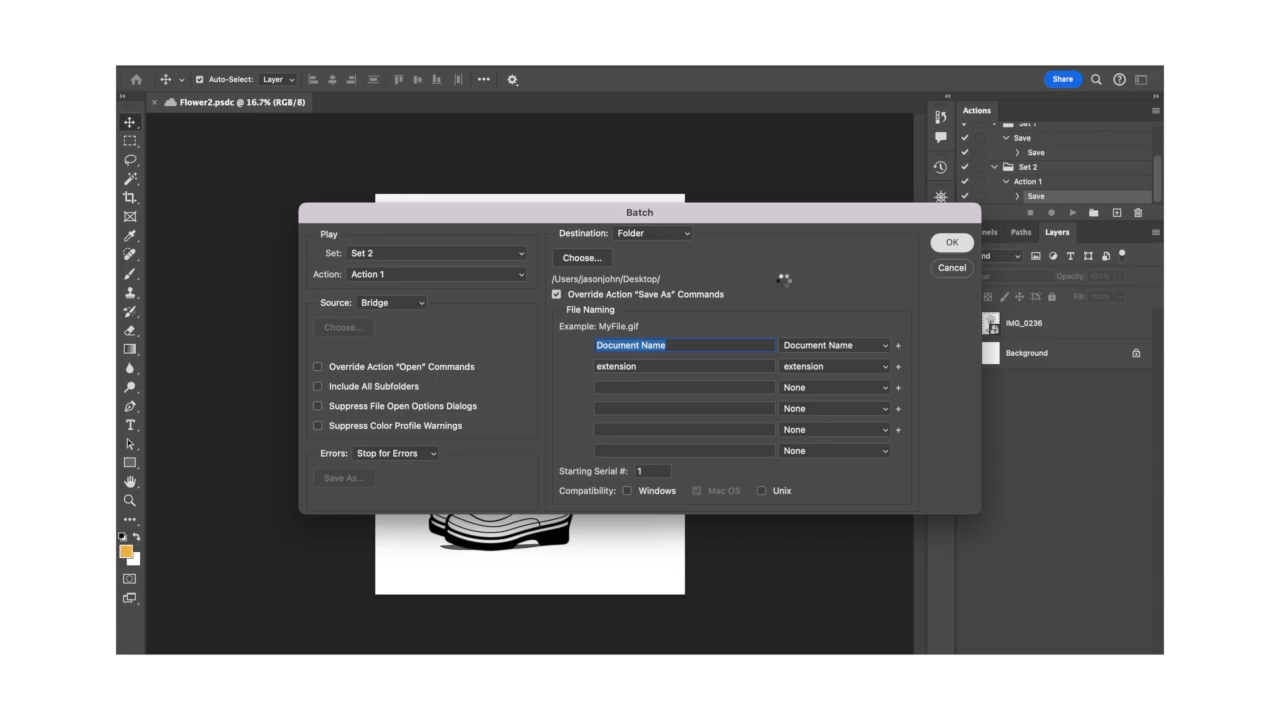 Auto-Select: Layer
Share
Flower2.psdc @ 16.7% (RGB/8)
Actions
Set 1
Save
Save
Set 2
Action 1
Save
Paths Layers
Opacity: 100%
Fill: 100%
IMG_0236
Background
Batch
Play
Set: Set 2
Action: Action 1
Source: Bridge
Choose...
Override Action “Open” Commands
Include All Subfolders
Suppress File Open Options Dialogs
Suppress Color Profile Warnings
Errors: Stop for Errors
Save As...
Destination: Folder
Choose...
/Users/jasonjohn/Desktop/
Override Action “Save As” Commands
File Naming
Example: MyFile.gif
Document Name Document Name +
extension extension +
None +
None +
None +
None
Starting Serial #: 1
Compatibility: Windows Mac OS Unix
OK
Cancel